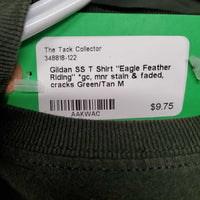 The Tack Collector
348818-122
Gildan SS T Shirt "Eagle Feather
Riding" *gc, mnr stain & faded,
cracks Green/Tan M
$9.75
AAKWAC